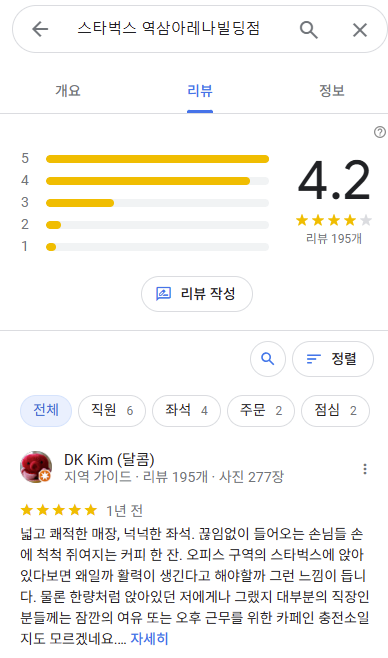 스타벅스 역삼아레나빌딩점
개요 리뷰 정보
5
4
3
2
1
4.2
리뷰 195개
리뷰 작성
정렬
전체 직원 6 좌석 4 주문 2 점심 2
DK Kim (달콤)
지역 가이드 · 리뷰 195개 · 사진 277장
1년 전
넓고 쾌적한 매장, 넉넉한 좌석. 끊임없이 들어오는 손님들 손
에 척척 쥐여지는 커피 한 잔. 오피스 구역의 스타벅스에 앉아
있다보면 왜일까 활력이 생긴다고 해야할까 그런 느낌이 듭니
다. 물론 한량처럼 앉아있던 저에게나 그랬지 대부분의 직장인
분들께는 잠깐의 여유 또는 오후 근무를 위한 카페인 충전소일
지도 모르겠네요.… 자세히